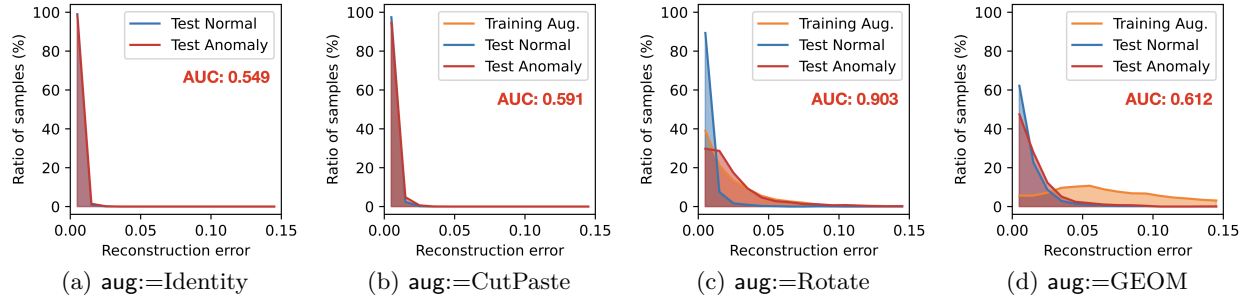 100
80
60
40
20
0
Ratio of samples (%)
Test Normal
Test Anomaly
AUC: 0.549
0.00 0.05 0.10 0.15
Reconstruction error
(a) aug:=Identity
100
80
60
40
20
0
Ratio of samples (%)
Training Aug.
Test Normal
Test Anomaly
AUC: 0.591
0.00 0.05 0.10 0.15
Reconstruction error
(b) aug:=CutPaste
100
80
60
40
20
0
Ratio of samples (%)
Training Aug.
Test Normal
Test Anomaly
AUC: 0.903
0.00 0.05 0.10 0.15
Reconstruction error
(c) aug:=Rotate
100
80
60
40
20
0
Ratio of samples (%)
Training Aug.
Test Normal
Test Anomaly
AUC: 0.612
0.00 0.05 0.10 0.15
Reconstruction error
(d) aug:=GEOM